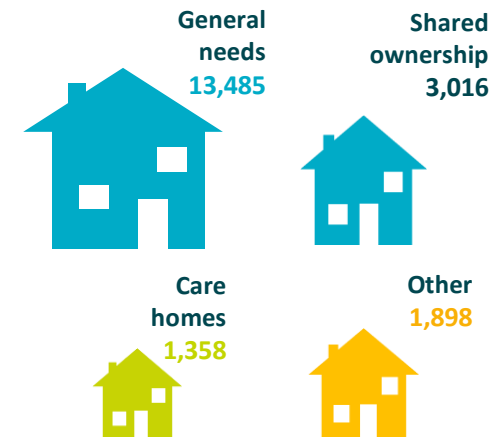 General
needs
13,485
Shared
ownership
3,016
Care
homes
1,358
Other
1,898